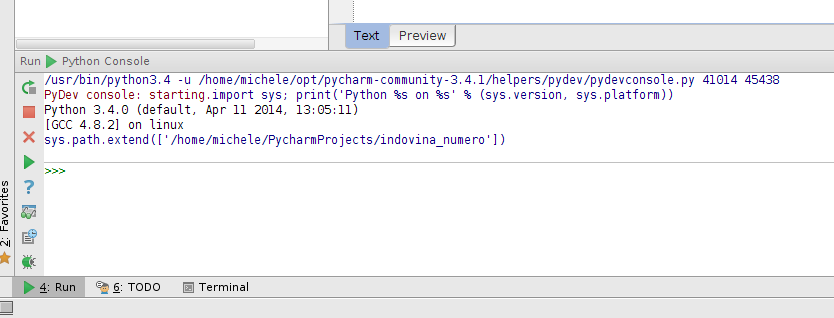 Text Preview
Run Python Console
/usr/bin/python3.4 -u /home/michele/opt/pycharm-community-3.4.1/helpers/pydev/pydevconsole.py 41014 45438
PyDev console: starting.import sys; print('Python %s on %s' % (sys.version, sys.platform))
Python 3.4.0 (default, Apr 11 2014, 13:05:11)
[GCC 4.8.2] on linux
sys.path.extend(['/home/michele/PycharmProjects/indovina_numero'])
>>>
2: Favorites
4: Run 6: TODO Terminal